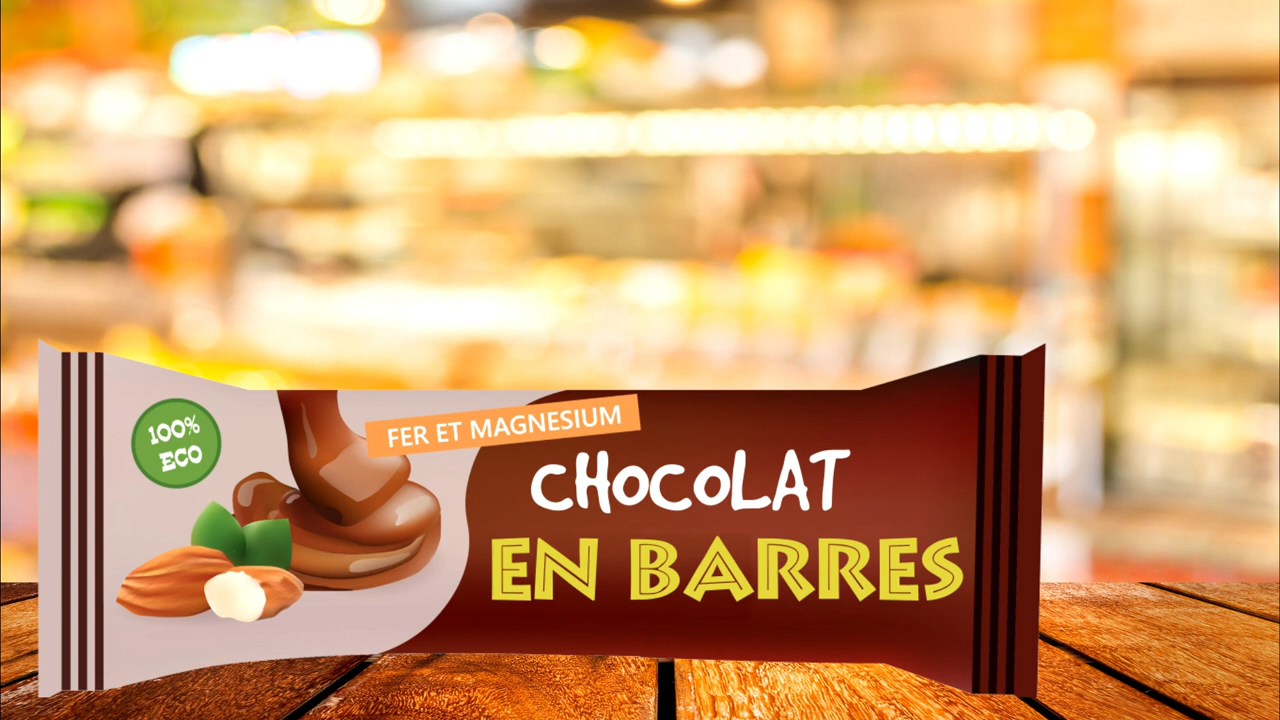 100%
ECO
FER ET MAGNESIUM
CHOCOLAT
EN BARRES